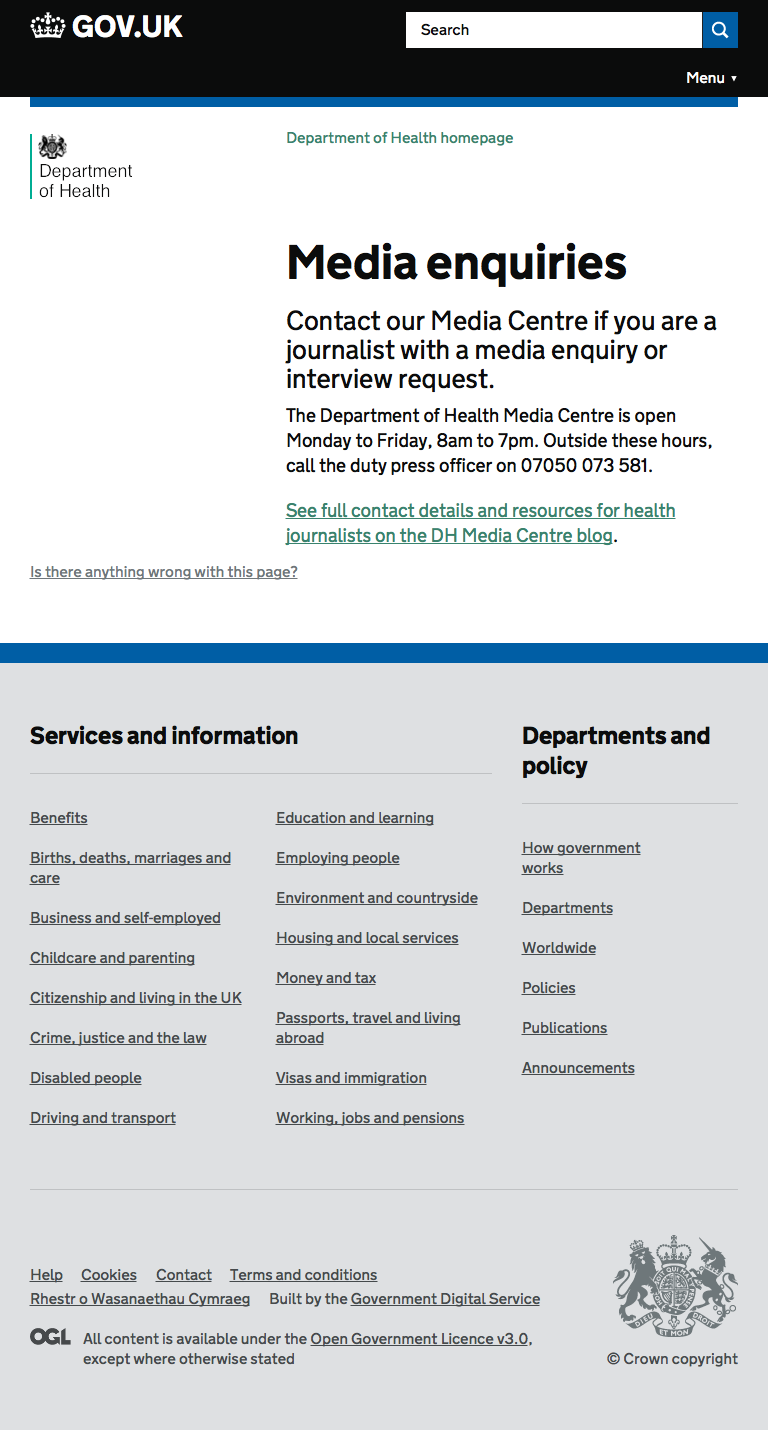 GOV.UK
Search
Menu ▼
Department
of Health
Department of Health homepage
Media enquiries
Contact our Media Centre if you are a
journalist with a media enquiry or
interview request.
The Department of Health Media Centre is open
Monday to Friday, 8am to 7pm. Outside these hours,
call the duty press officer on 07050 073 581.
See full contact details and resources for health
journalists on the DH Media Centre blog.
Is there anything wrong with this page?
Services and information
Benefits
Births, deaths, marriages and
care
Business and self-employed
Childcare and parenting
Citizenship and living in the UK
Crime, justice and the law
Disabled people
Driving and transport
Education and learning
Employing people
Environment and countryside
Housing and local services
Money and tax
Passports, travel and living
abroad
Visas and immigration
Working, jobs and pensions
Departments and
policy
How government
works
Departments
Worldwide
Policies
Publications
Announcements
Help Cookies Contact Terms and conditions
Rhestr o Wasanaethau Cymraeg Built by the Government Digital Service
OGL
All content is available under the Open Government Licence v3.0,
except where otherwise stated
DIEU ET MON DROIT
© Crown copyright